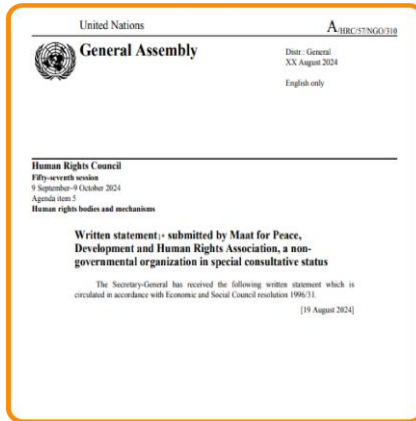 United Nations
A/HRC/57/NGO/310
General Assembly
Distr.: General
XX August 2024
English only
Human Rights Council
Fifty-seventh session
9 September–9 October 2024
Agenda item 5
Human rights bodies and mechanisms
Written statement;* submitted by Maat for Peace,
Development and Human Rights Association, a non-
governmental organization in special consultative status
The Secretary-General has received the following written statement which is
circulated in accordance with Economic and Social Council resolution 1996/31.
[19 August 2024]